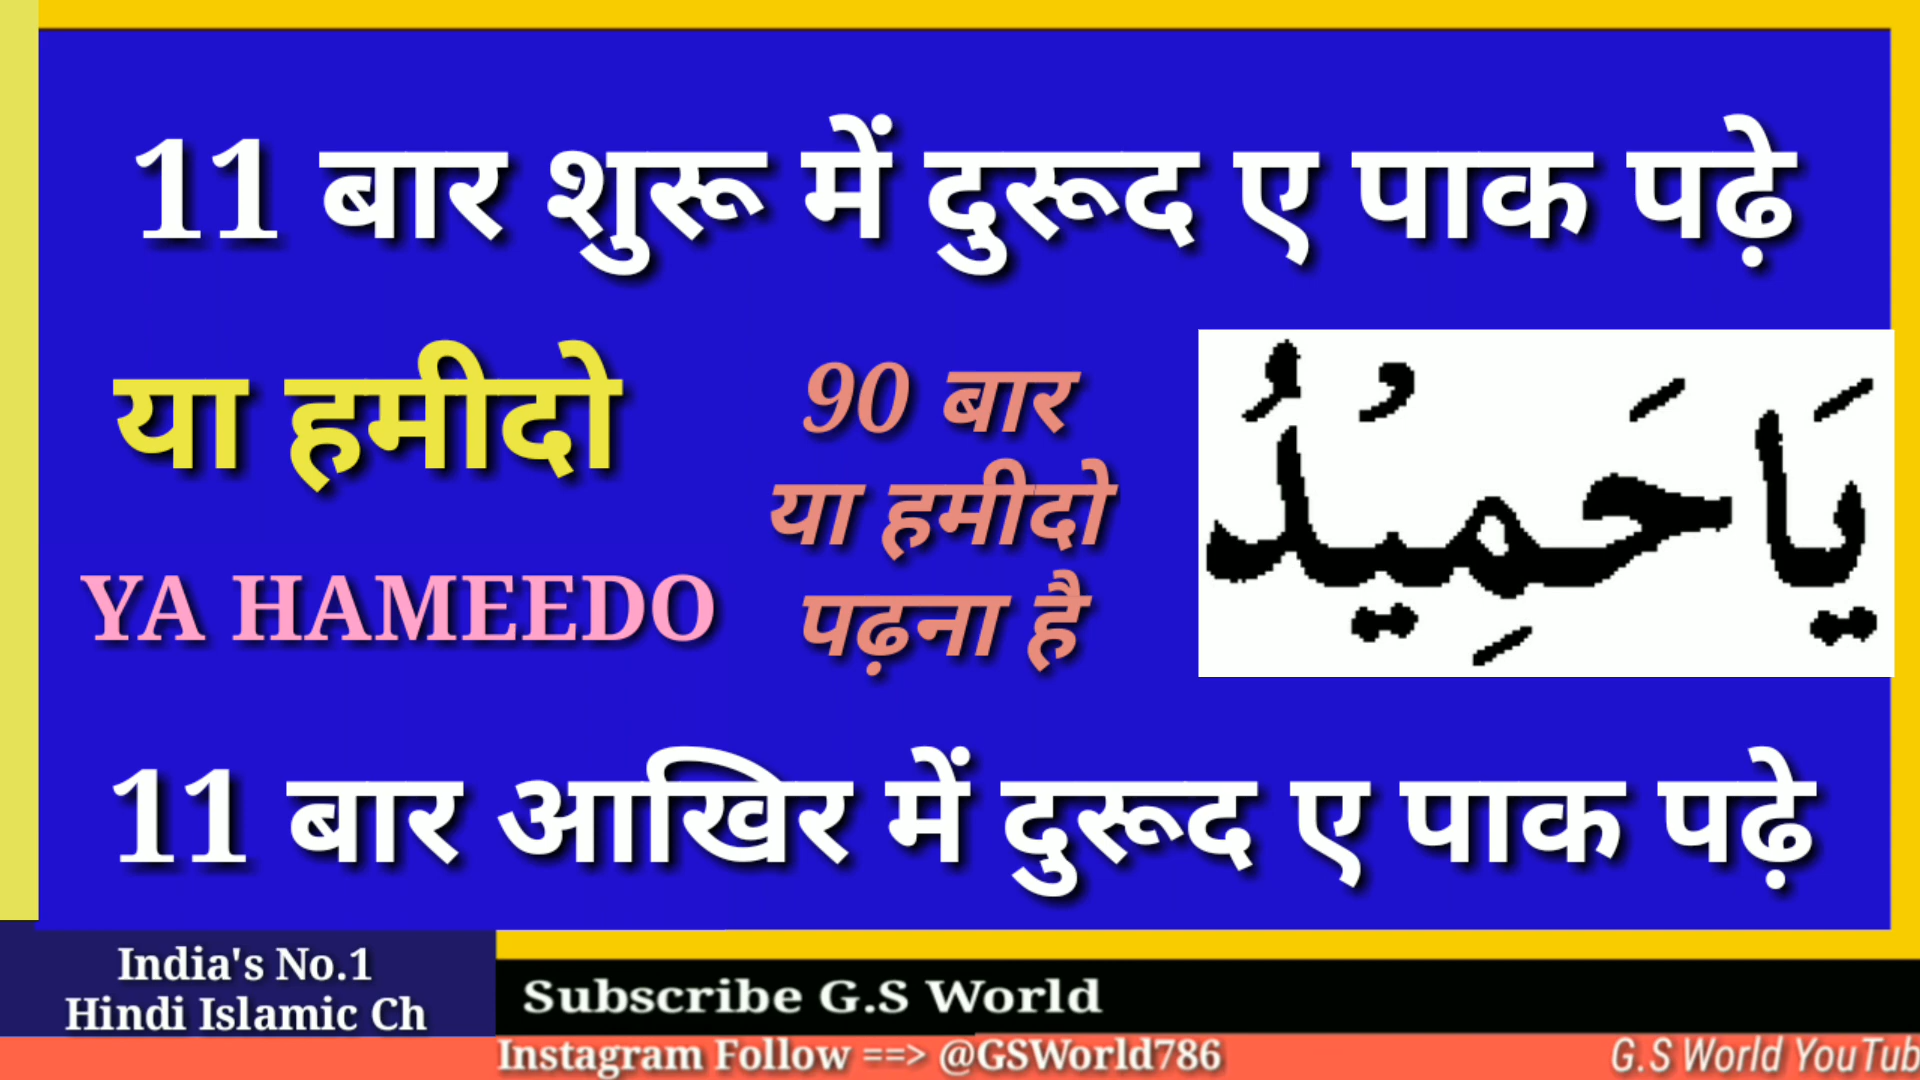 11 बार शुरू में दुरूद ए पाक पढ़े
या हमीदो
YA HAMEEDO
90 बार
या हमीदो
पढ़ना है
يَا حَمِيْدُ
11 बार आखिर में दुरूद ए पाक पढ़े
India's No.1
Hindi Islamic Ch
Subscribe G.S World
Instagram Follow ==> @GSWorld786
G.S World YouTub